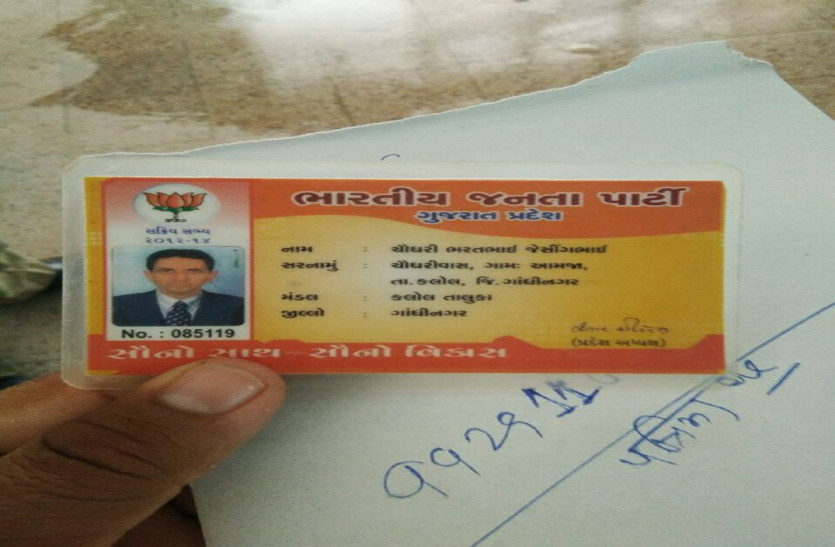 ભારતીય જનતા પાર્ટી
ગુજરાત પ્રદેશ
સક્રિય સભ્ય
૨૦૧૨-૧૪
નામ : ચૌધરી ભરતભાઈ જેસીંગભાઈ
સરનામું : ચૌધરીવાસ, ગામઃ આમજા,
તા.કલોલ, જિ.ગાંધીનગર
મંડલ : કલોલ તાલુકા
જીલ્લો : ગાંધીનગર
No. : 085119
(પ્રદેશ અધ્યક્ષ)
સૌનો સાથ - સૌનો વિકાસ